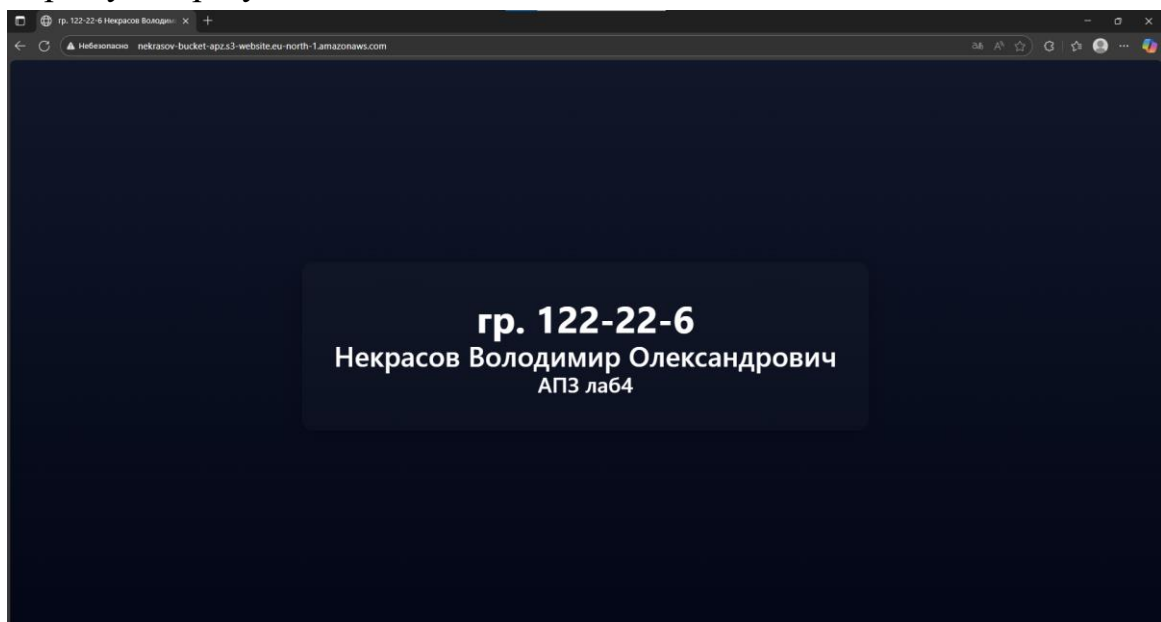 гр. 122-22-6 Некрасов Володим
Небезопасно nekrasov-bucket-apz.s3-website.eu-north-1.amazonaws.com
гр. 122-22-6
Некрасов Володимир Олександрович
АПЗ лаб4